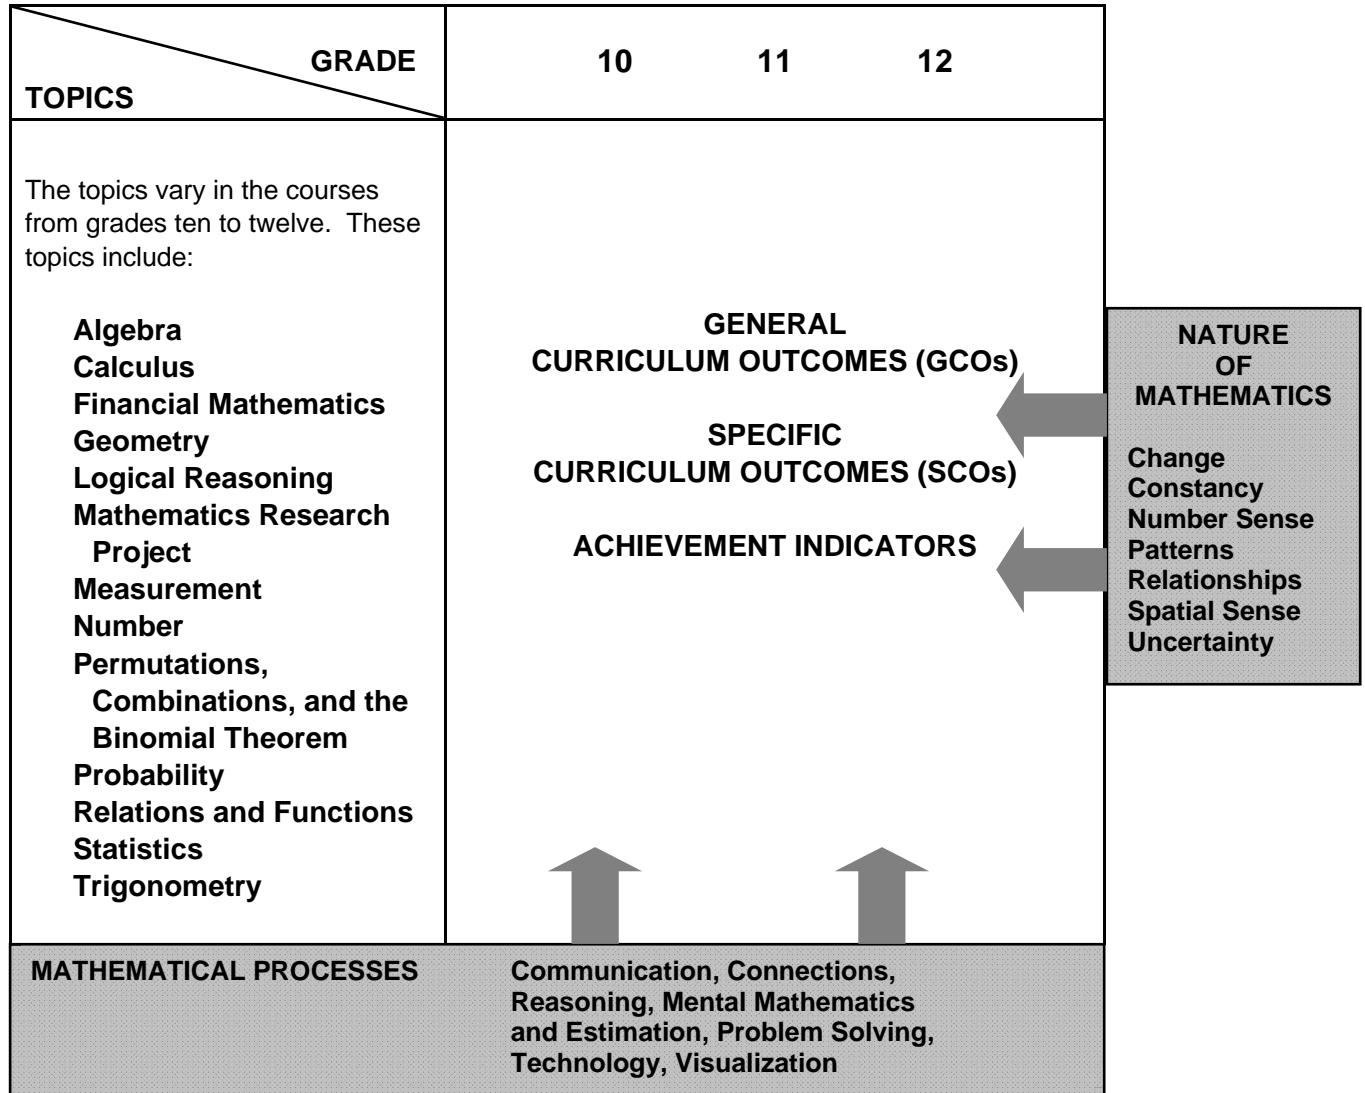 GRADE
TOPICS
10 11 12
The topics vary in the courses
from grades ten to twelve. These
topics include:
Algebra
Calculus
Financial Mathematics
Geometry
Logical Reasoning
Mathematics Research
Project
Measurement
Number
Permutations,
Combinations, and the
Binomial Theorem
Probability
Relations and Functions
Statistics
Trigonometry
GENERAL
CURRICULUM OUTCOMES (GCOs)
SPECIFIC
CURRICULUM OUTCOMES (SCOs)
ACHIEVEMENT INDICATORS
NATURE
OF
MATHEMATICS
Change
Constancy
Number Sense
Patterns
Relationships
Spatial Sense
Uncertainty
MATHEMATICAL PROCESSES
Communication, Connections,
Reasoning, Mental Mathematics
and Estimation, Problem Solving,
Technology, Visualization